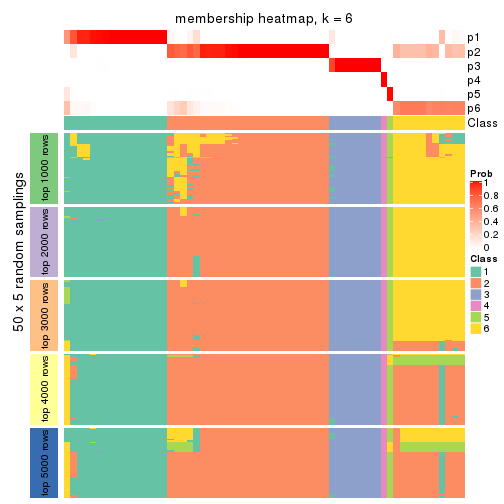 membership heatmap, k = 6
p1
p2
p3
p4
p5
p6
Class
50 x 5 random samplings
top 1000 rows
top 2000 rows
top 3000 rows
top 4000 rows
top 5000 rows
Prob
1
0.8
0.6
0.4
0.2
0
Class
1
2
3
4
5
6